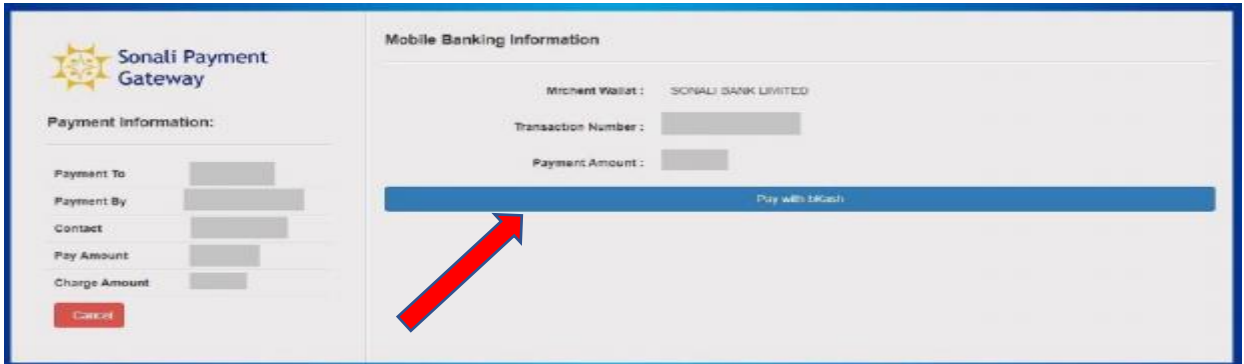 Sonali Payment
Gateway
Payment Information:
Payment To
Payment By
Contact
Pay Amount
Charge Amount
Cancel
Mobile Banking Information
Mrchent Wallat : SONALI BANK LIMITED
Transaction Number :
Payment Amount :
Pay with bKash